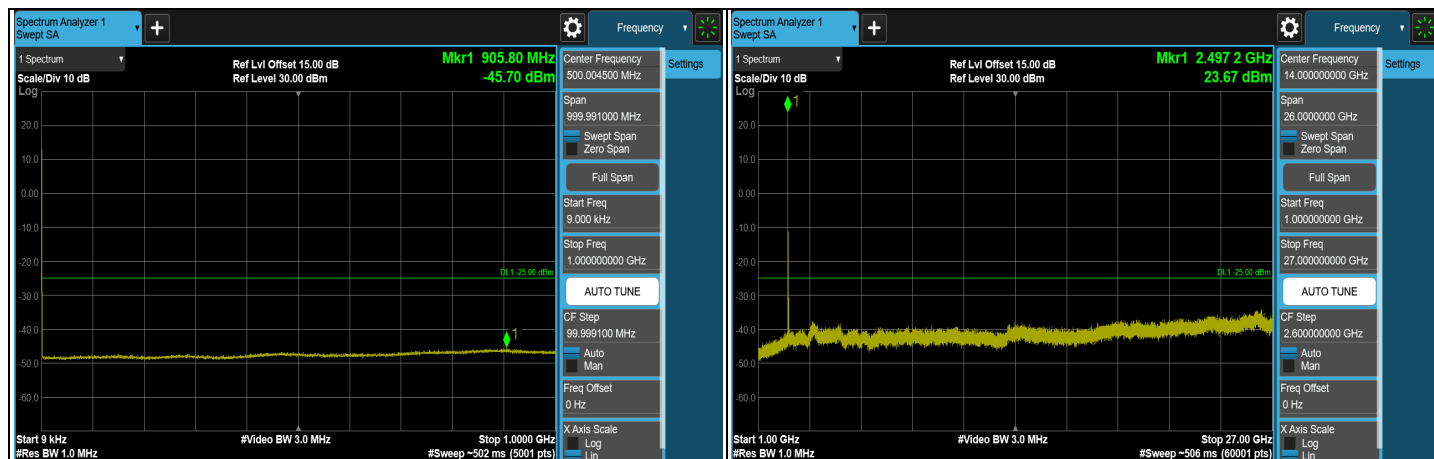 Spectrum Analyzer 1
Swept SA
+
Frequency
1 Spectrum
Ref Lvl Offset 15.00 dB
Mkr1 905.80 MHz
Scale/Div 10 dB
Ref Level 30.00 dBm
-45.70 dBm
Log
20.0
10.0
0.00
-10.0
-20.0
-30.0
-40.0
-50.0
-60.0
1
DL1 -25.00 dBm
Start 9 kHz
#Video BW 3.0 MHz
Stop 1.0000 GHz
#Res BW 1.0 MHz
#Sweep ~502 ms (5001 pts)
Center Frequency
500.004500 MHz
Span
999.991000 MHz
Swept Span
Zero Span
Full Span
Start Freq
9.000 kHz
Stop Freq
1.000000000 GHz
AUTO TUNE
CF Step
99.999100 MHz
Auto
Man
Freq Offset
0 Hz
X Axis Scale
Log
Lin
Settings
Spectrum Analyzer 1
Swept SA
+
Frequency
1 Spectrum
Ref Lvl Offset 15.00 dB
Mkr1 2.497 2 GHz
Scale/Div 10 dB
Ref Level 30.00 dBm
23.67 dBm
Log
20.0
10.0
0.00
-10.0
-20.0
-30.0
-40.0
-50.0
-60.0
1
DL1 -25.00 dBm
Start 1.00 GHz
#Video BW 3.0 MHz
Stop 27.00 GHz
#Res BW 1.0 MHz
#Sweep ~506 ms (60001 pts)
Center Frequency
14.000000000 GHz
Span
26.0000000 GHz
Swept Span
Zero Span
Full Span
Start Freq
1.000000000 GHz
Stop Freq
27.000000000 GHz
AUTO TUNE
CF Step
2.600000000 GHz
Auto
Man
Freq Offset
0 Hz
X Axis Scale
Log
Lin
Settings